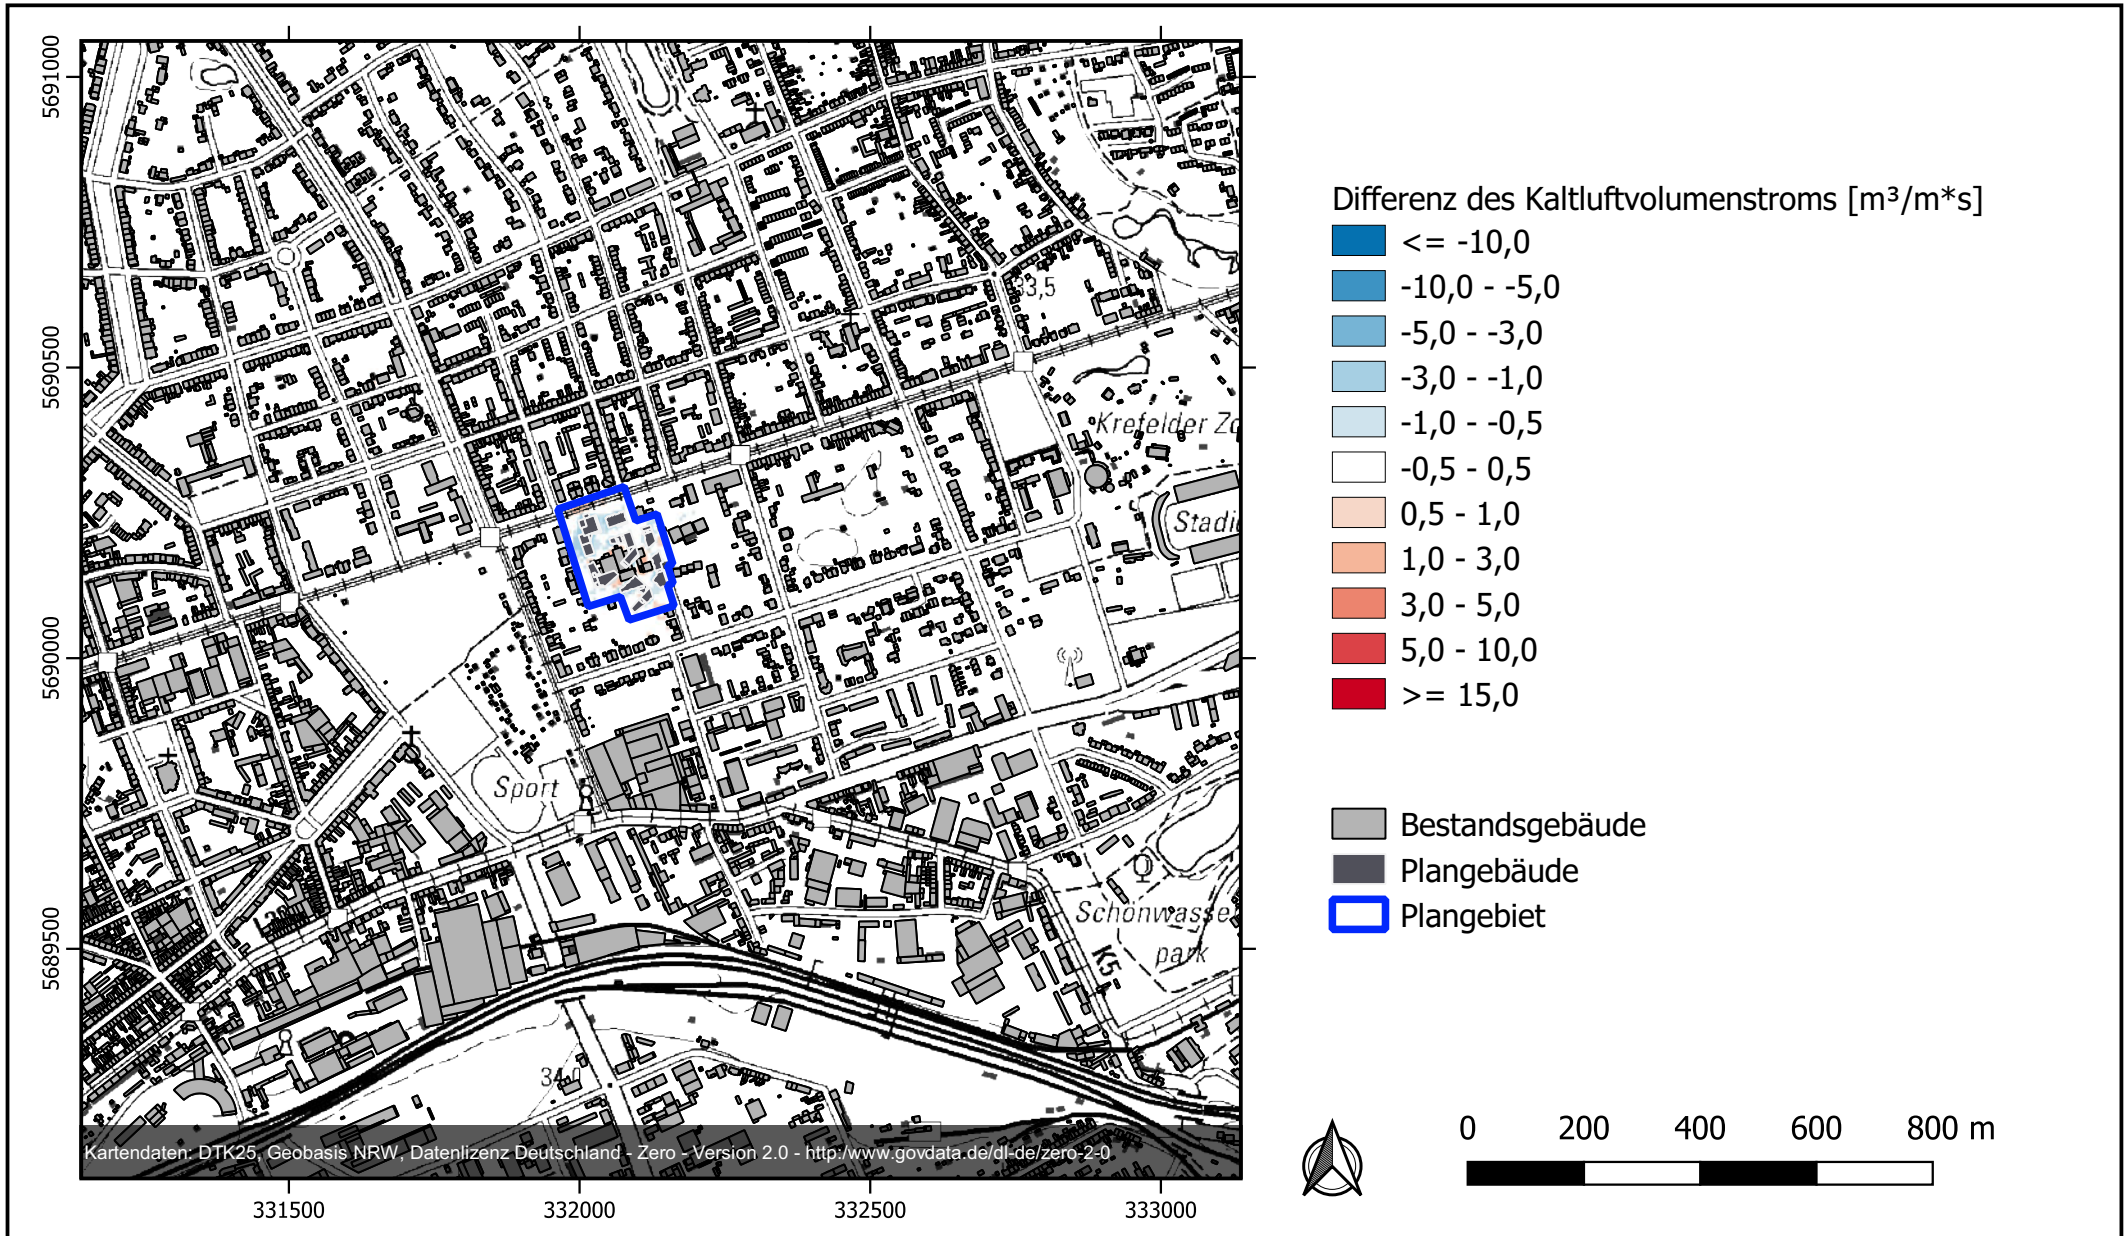 5691000
5690500
5690000
5689500
331500
332000
332500
333000
33,5
Krefelder Zo
Stadi
Sport
Schönwasse
park
K5
34,0
Kartendaten: DTK25, Geobasis NRW, Datenlizenz Deutschland - Zero - Version 2.0 - http:/www.govdata.de/dl-de/zero-2-0
Differenz des Kaltluftvolumenstroms [m³/m*s]
<= -10,0
-10,0 - -5,0
-5,0 - -3,0
-3,0 - -1,0
-1,0 - -0,5
-0,5 - 0,5
0,5 - 1,0
1,0 - 3,0
3,0 - 5,0
5,0 - 10,0
>= 15,0
Bestandsgebäude
Plangebäude
Plangebiet
0 200 400 600 800 m